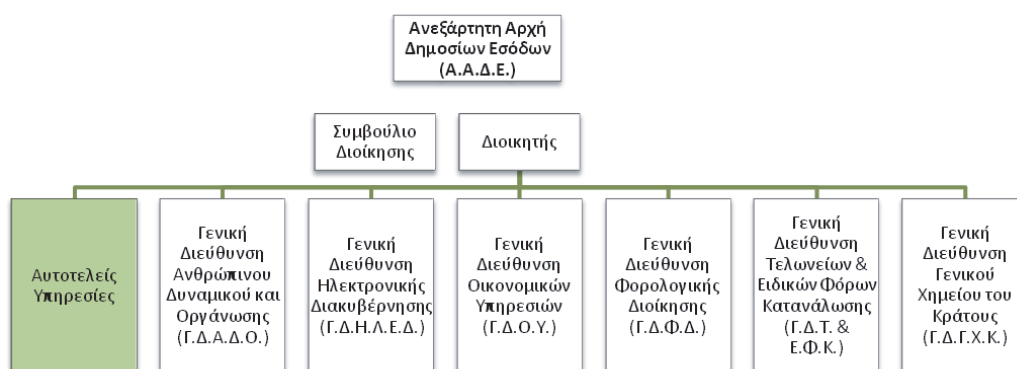 Ανεξάρτητη Αρχή
Δημοσίων Εσόδων
(Α.Α.Δ.Ε.)
Συμβούλιο
Διοίκησης
Διοικητής
Αυτοτελείς
Υπηρεσίες
Γενική
Διεύθυνση
Ανθρώπινου
Δυναμικού και
Οργάνωσης
(Γ.Δ.Α.Δ.Ο.)
Γενική
Διεύθυνση
Ηλεκτρονικής
Διακυβέρνησης
(Γ.Δ.Η.Λ.Ε.Δ.)
Γενική
Διεύθυνση
Οικονομικών
Υπηρεσιών
(Γ.Δ.Ο.Υ.)
Γενική
Διεύθυνση
Φορολογικής
Διοίκησης
(Γ.Δ.Φ.Δ.)
Γενική
Διεύθυνση
Τελωνείων &
Ειδικών Φόρων
Κατανάλωσης
(Γ.Δ.Τ. &
Ε.Φ.Κ.)
Γενική
Διεύθυνση
Γενικού
Χημείου του
Κράτους
(Γ.Δ.Γ.Χ.Κ.)